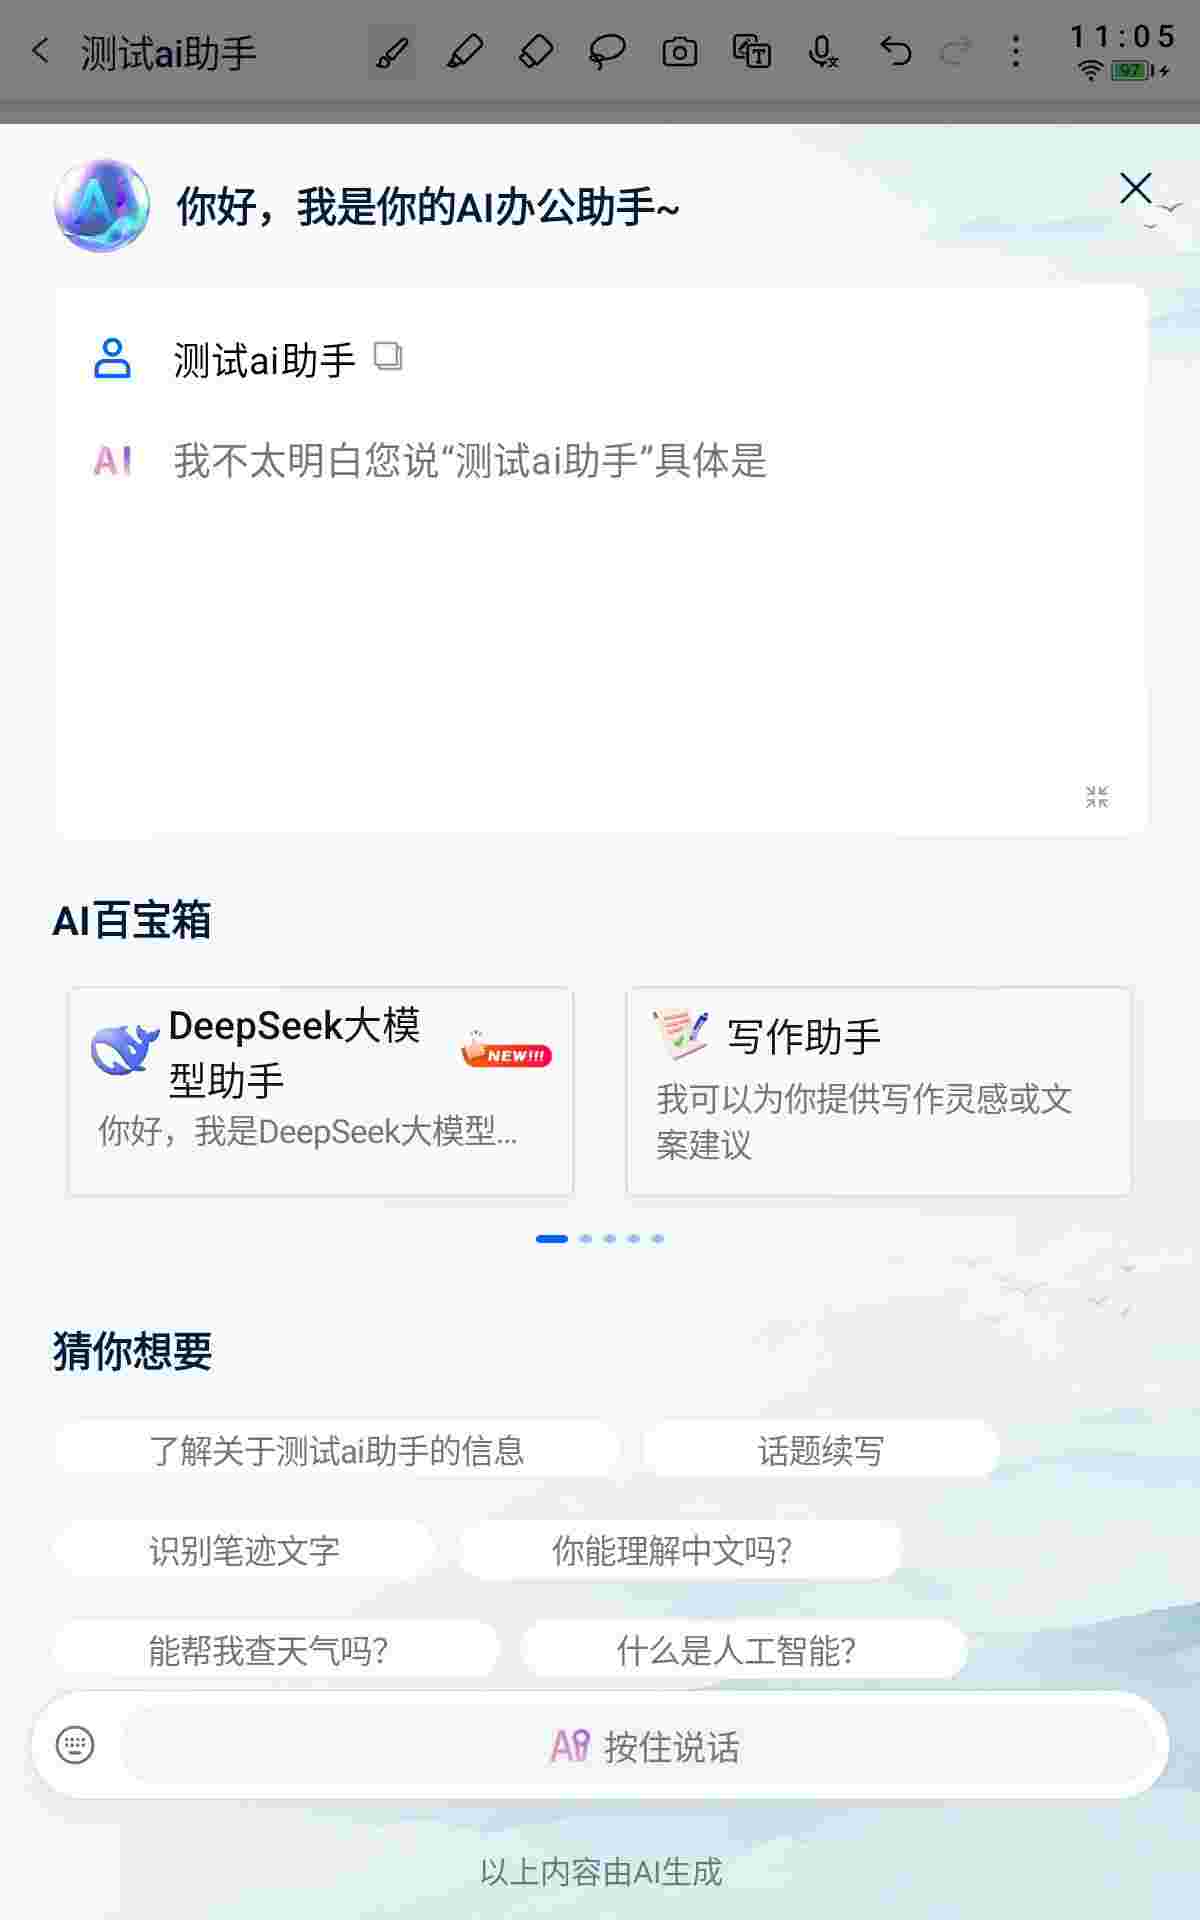 测试ai助手
11:05
97
你好，我是你的AI办公助手~
测试ai助手
AI 我不太明白您说“测试ai助手”具体是
AI百宝箱
DeepSeek大模
型助手
NEW!!!
你好，我是DeepSeek大模型...
写作助手
我可以为你提供写作灵感或文
案建议
猜你想要
了解关于测试ai助手的信息
话题续写
识别笔迹文字
你能理解中文吗？
能帮我查天气吗？
什么是人工智能？
AI 按住说话
以上内容由AI生成